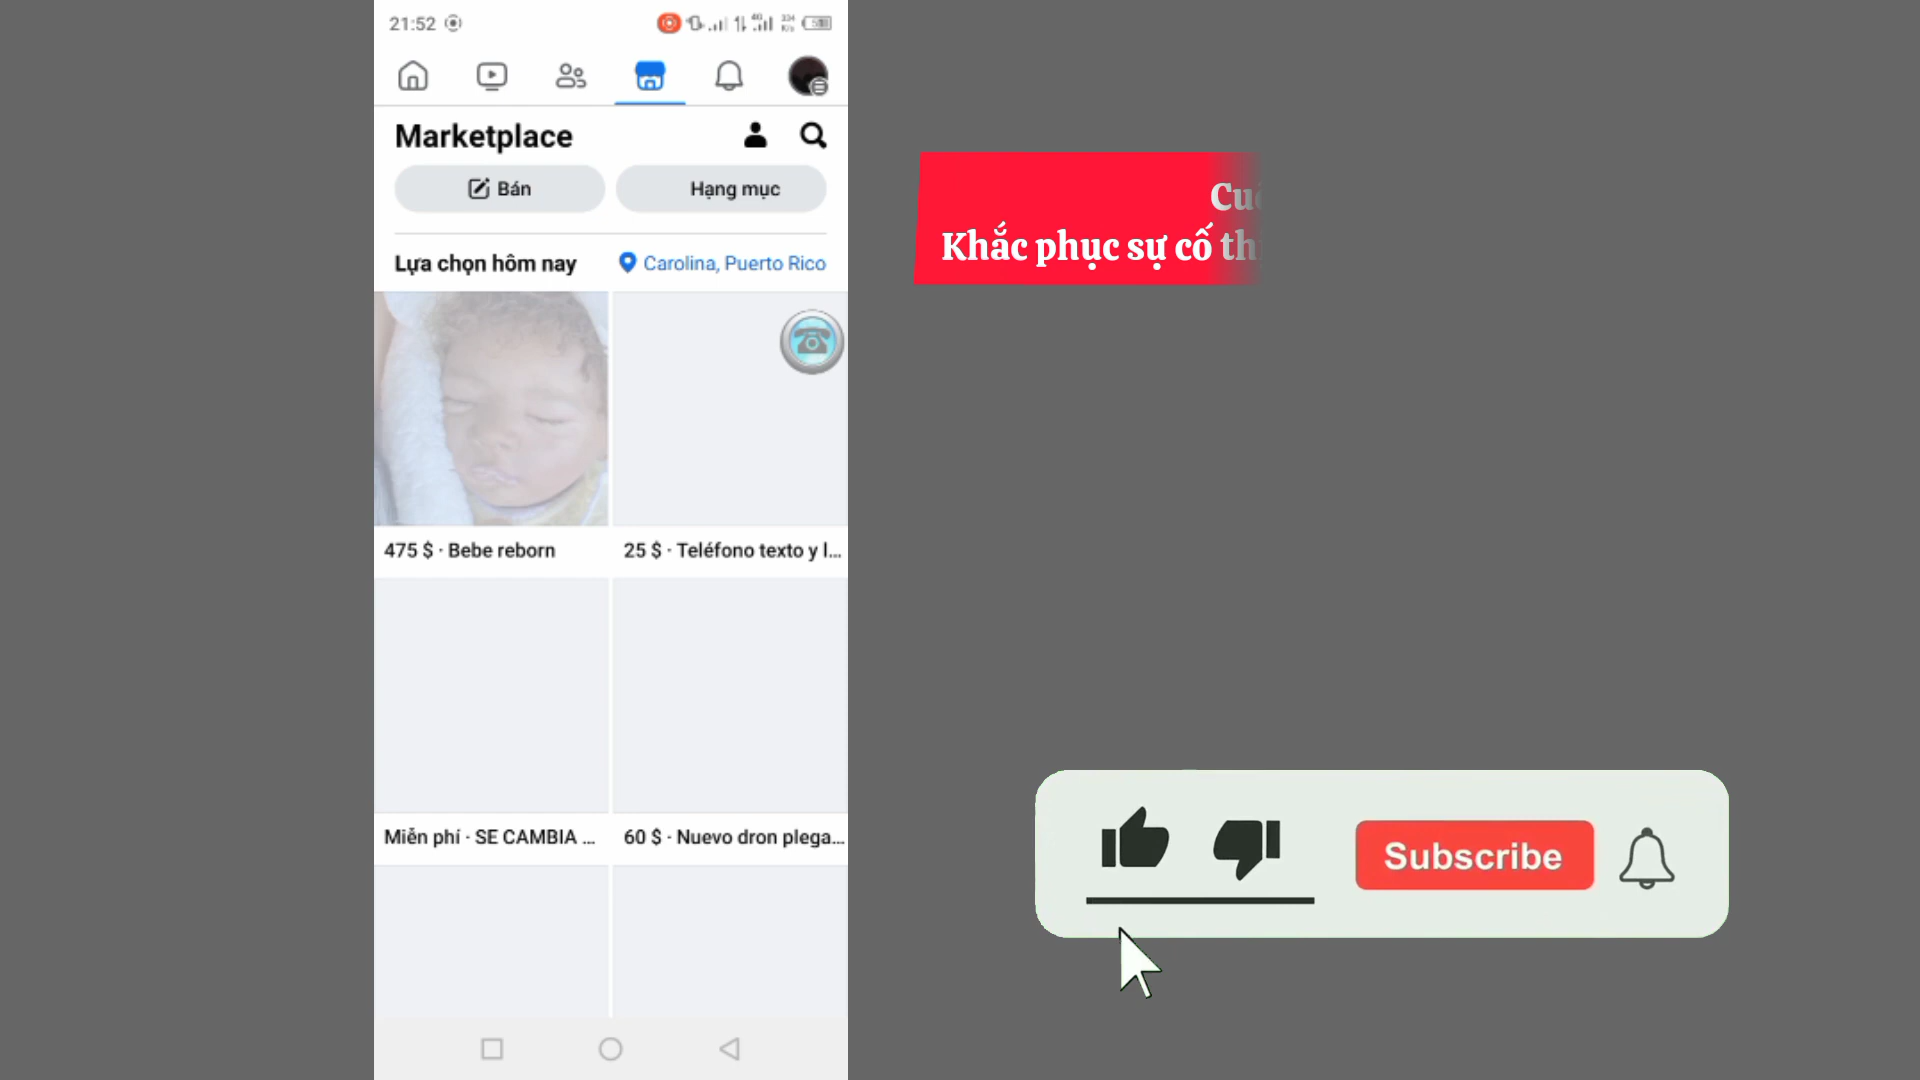 21:52
Marketplace
Bán
Hạng mục
Lựa chọn hôm nay
Carolina, Puerto Rico
475 $ · Bebe reborn
25 $ · Teléfono texto y l...
Miễn phí · SE CAMBIA ...
60 $ · Nuevo dron plega...
Khắc phục sự cố
Subscribe